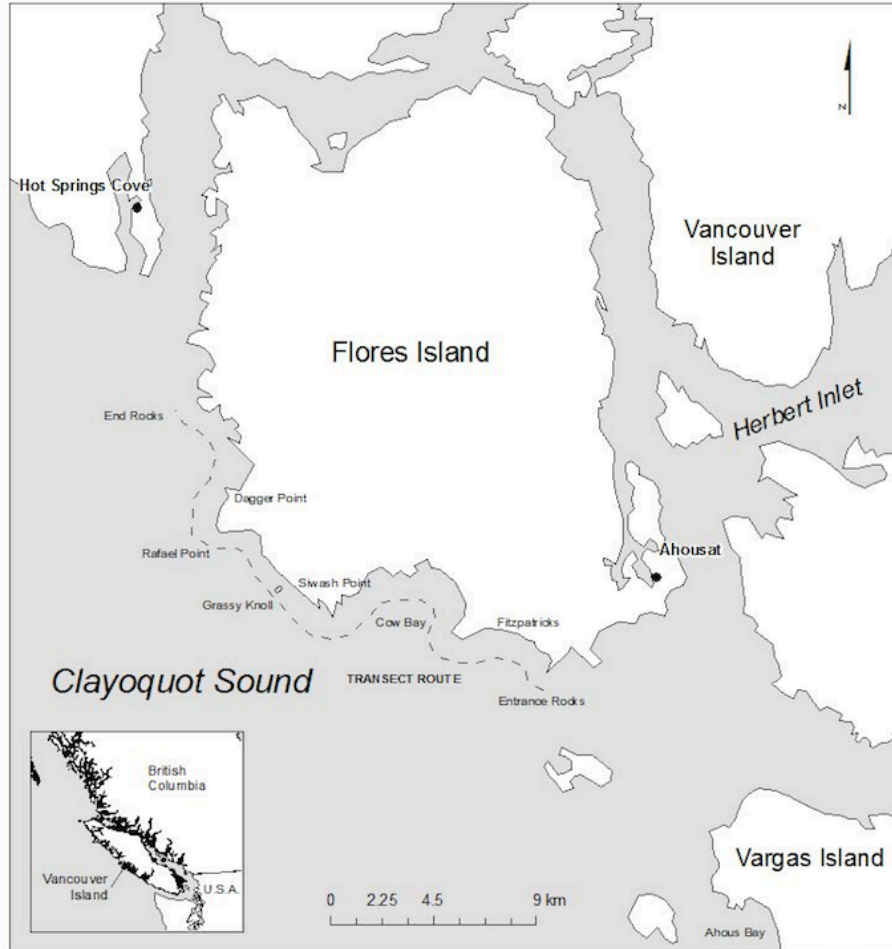 N
Hot Springs Cove
Vancouver
Island
Flores Island
Herbert Inlet
End Rocks
Dagger Point
Rafael Point
Ahousat
Siwash Point
Grassy Knoll
Cow Bay
Fitzpatricks
Clayoquot Sound
TRANSECT ROUTE
Entrance Rocks
British
Columbia
Vancouver
Island
U.S.A.
0 2.25 4.5 9 km
Vargas Island
Ahous Bay